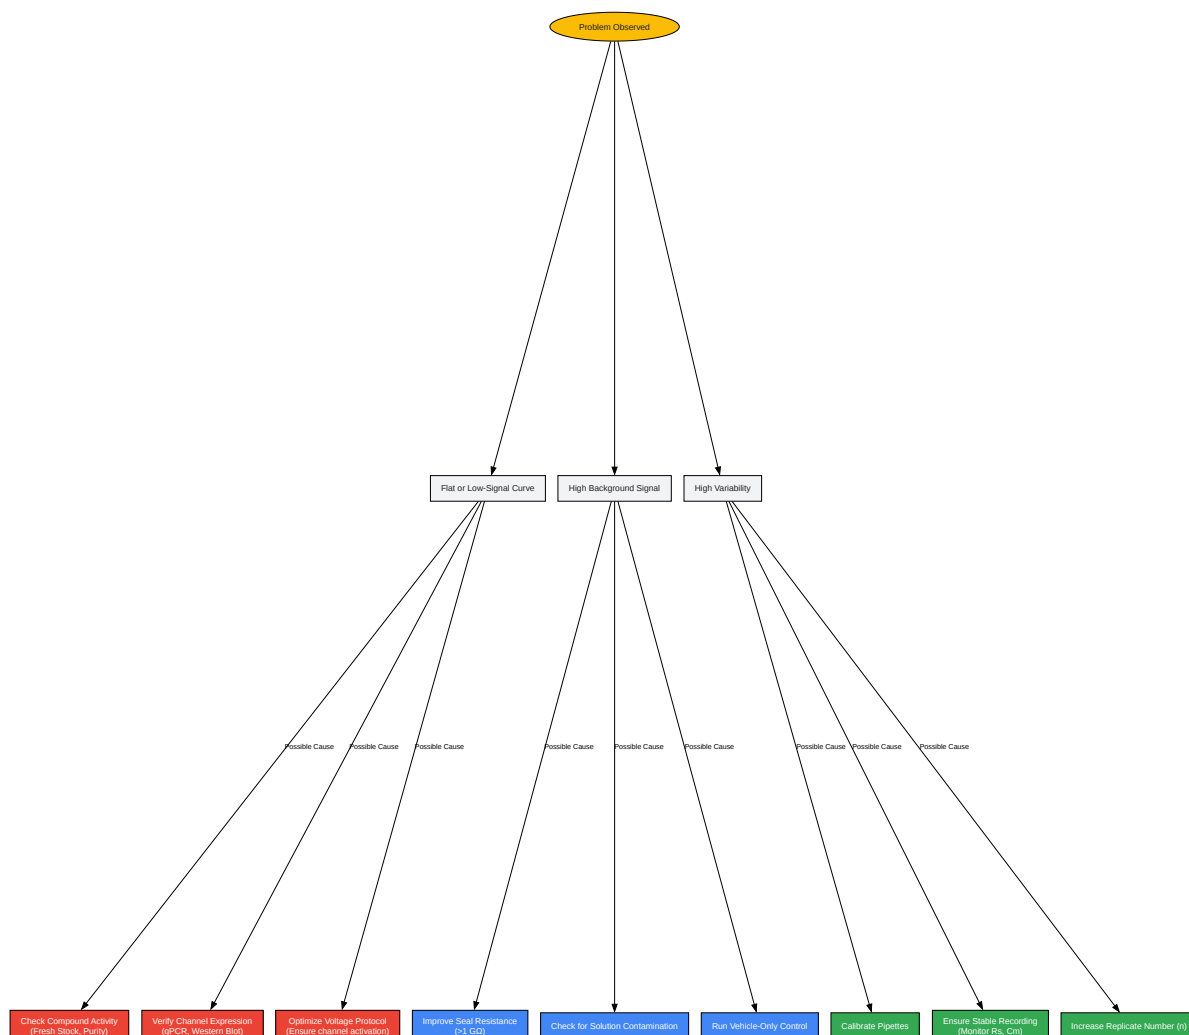 Problem Observed
Flat or Low-Signal Curve
High Background Signal
High Variability
Possible Cause
Possible Cause
Possible Cause
Possible Cause
Possible Cause
Possible Cause
Possible Cause
Possible Cause
Possible Cause
Check Compound Activity
(Fresh Stock, Purity)
Verify Channel Expression
(qPCR, Western Blot)
Optimize Voltage Protocol
(Ensure channel activation)
Improve Seal Resistance
(>1 GΩ)
Check for Solution Contamination
Run Vehicle-Only Control
Calibrate Pipettes
Ensure Stable Recording
(Monitor Rs, Cm)
Increase Replicate Number (n)